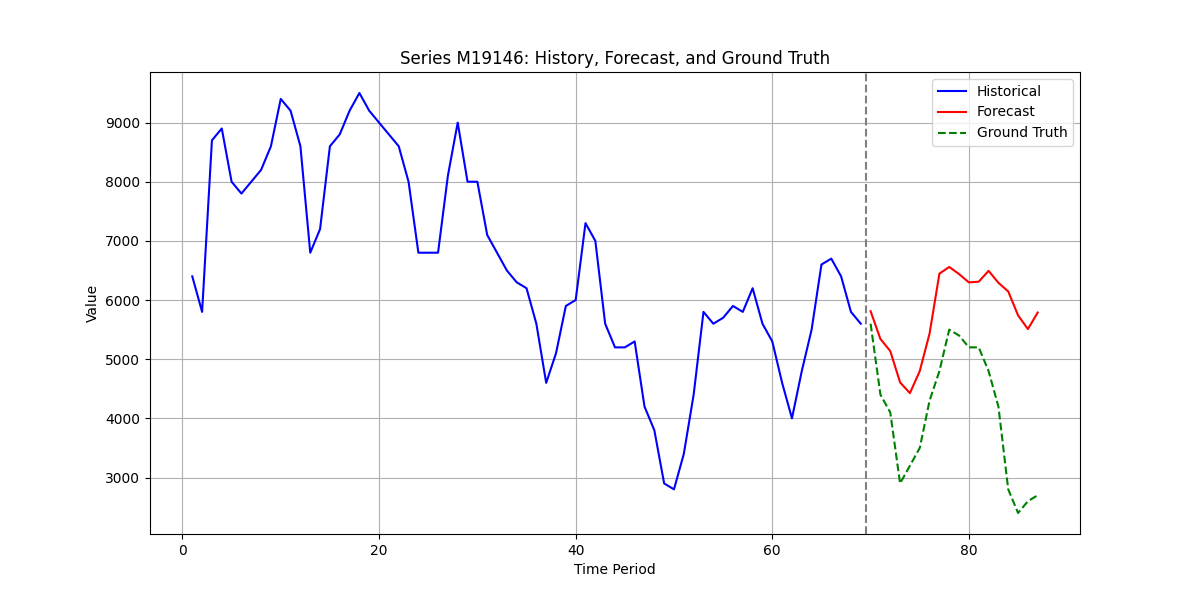 Series M19146: History, Forecast, and Ground Truth
Historical
Forecast
Ground Truth
9000
8000
7000
6000
5000
4000
3000
Value
0 20 40 60 80
Time Period